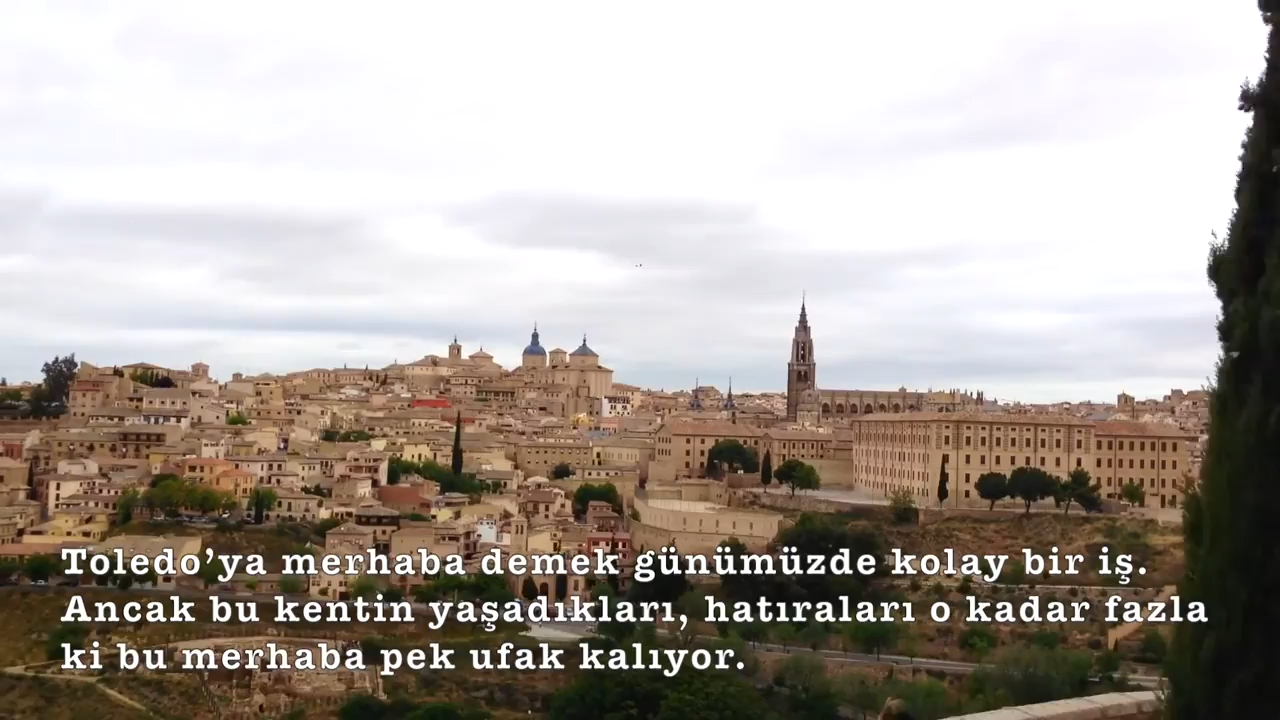 Toledo’ya merhaba demek günümüzde kolay bir iş.
Ancak bu kentin yaşadıkları, hatıraları o kadar fazla
ki bu merhaba pek ufak kalıyor.